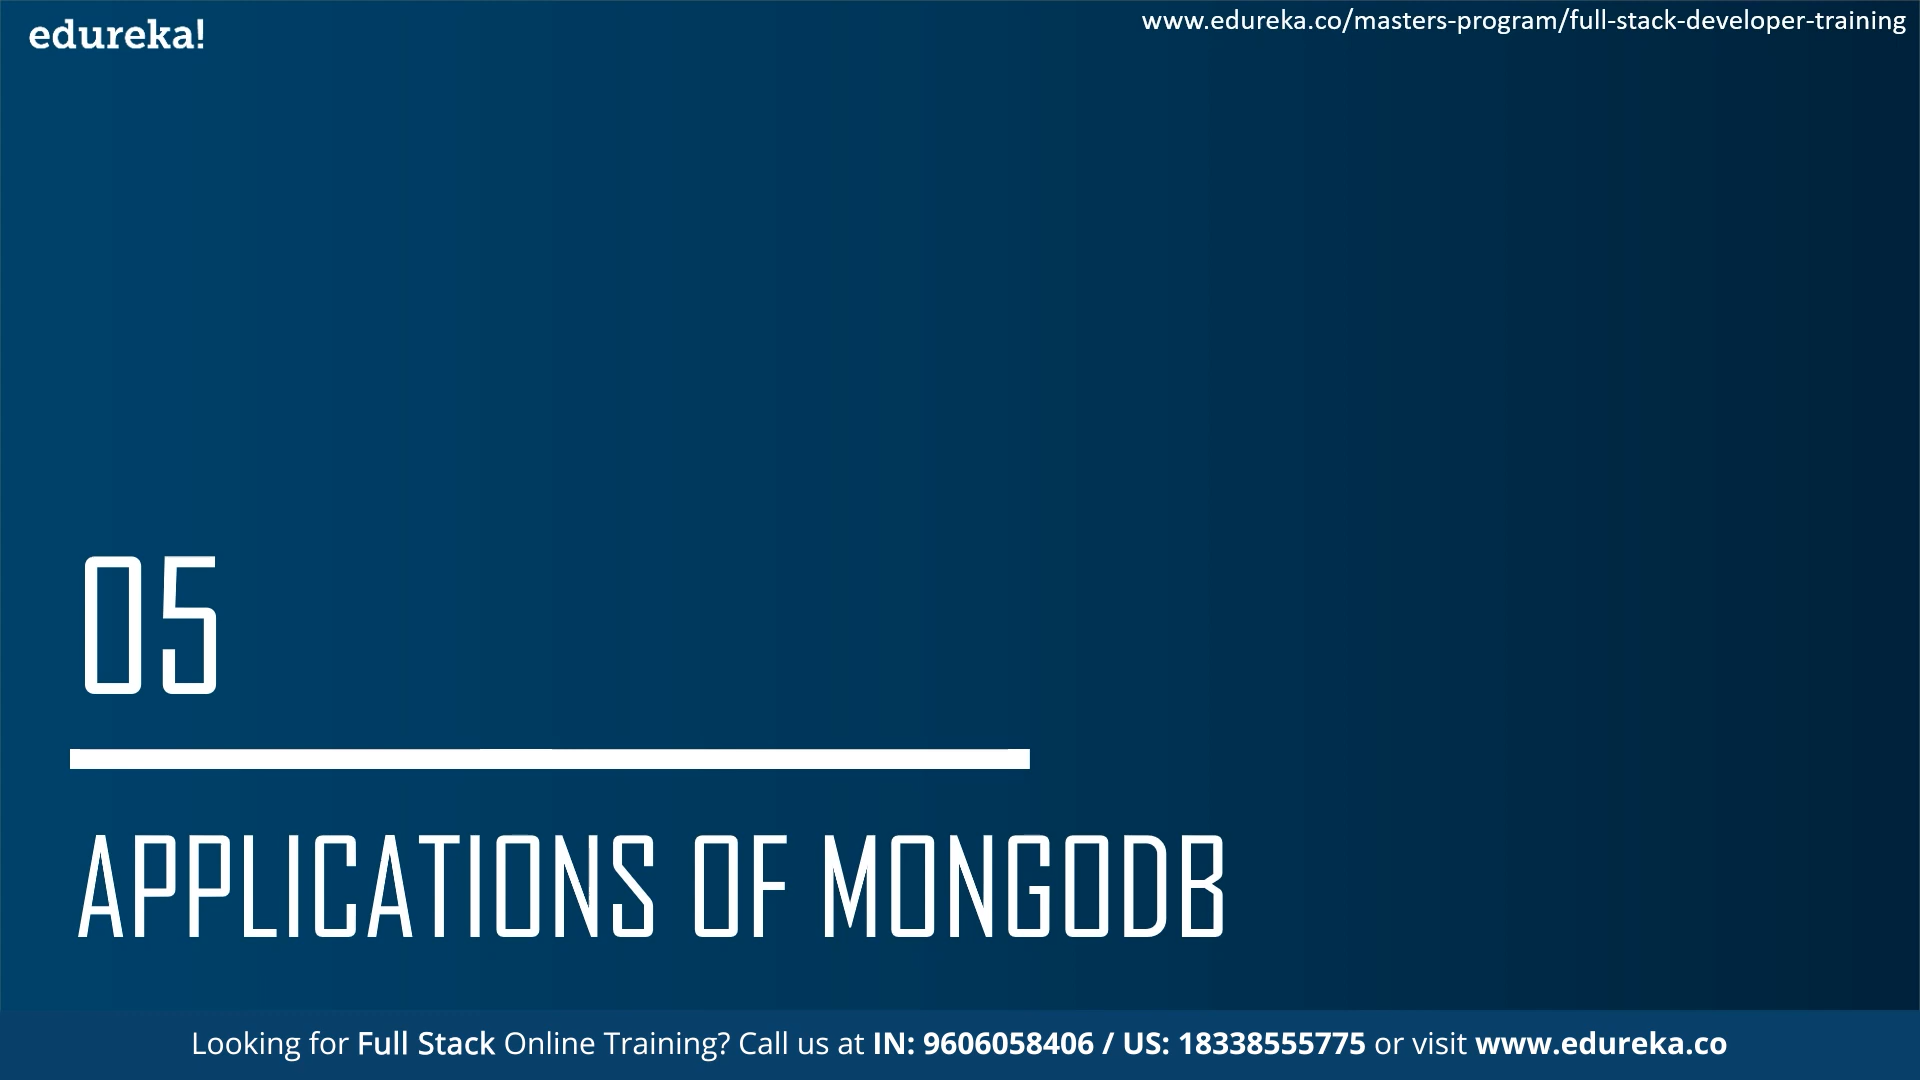 edureka!
www.edureka.co/masters-program/full-stack-developer-training
05
APPLICATIONS OF MONGODB
Looking for Full Stack Online Training? Call us at IN: 9606058406 / US: 18338555775 or visit www.edureka.co